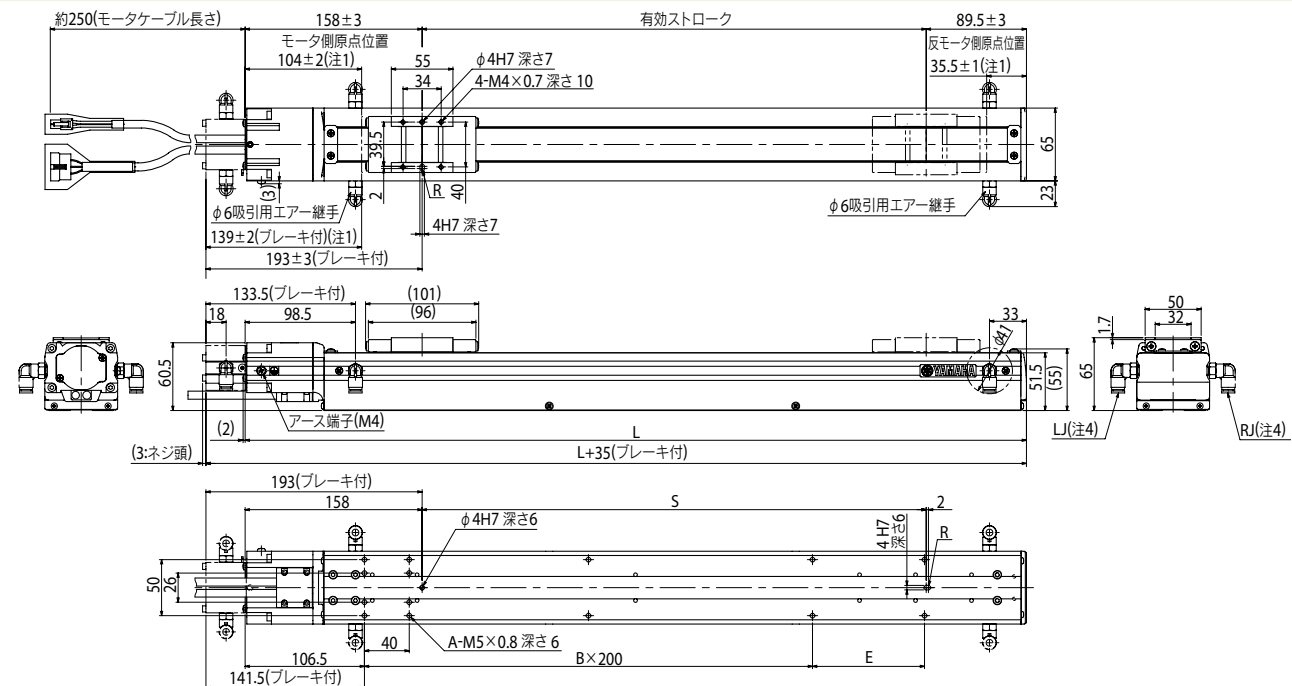 約250(モータケーブル長さ)
158±3
有効ストローク
89.5±3
モータ側原点位置
反モータ側原点位置
104±2(注1)
55
φ4H7 深さ7
35.5±1(注1)
34
4-M4×0.7 深さ10
39.5
65
(3)
2
R
40
23
φ6吸引用エアー継手
φ6吸引用エアー継手
139±2(ブレーキ付)(注1)
4H7 深さ7
193±3(ブレーキ付)
133.5(ブレーキ付)
(101)
50
18
98.5
(96)
33
1.7
32
φ41
60.5
YAMAHA
51.5
(55)
65
アース端子(M4)
(2)
L
LJ(注4)
RJ(注4)
(3:ネジ頭)
L+35(ブレーキ付)
193(ブレーキ付)
158
S
2
φ4H7 深さ6
4 H7
深さ6
R
50
26
40
A-M5×0.8 深さ6
106.5
B×200
E
141.5(ブレーキ付)